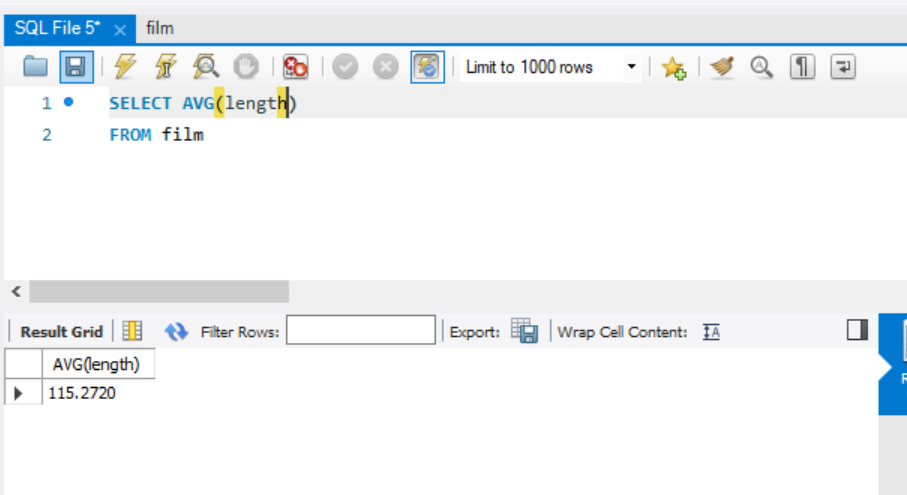 SQL File 5* × film
Limit to 1000 rows
1 SELECT AVG(length)
2 FROM film
Result Grid Filter Rows: Export: Wrap Cell Content: IA
AVG(length)
115.2720